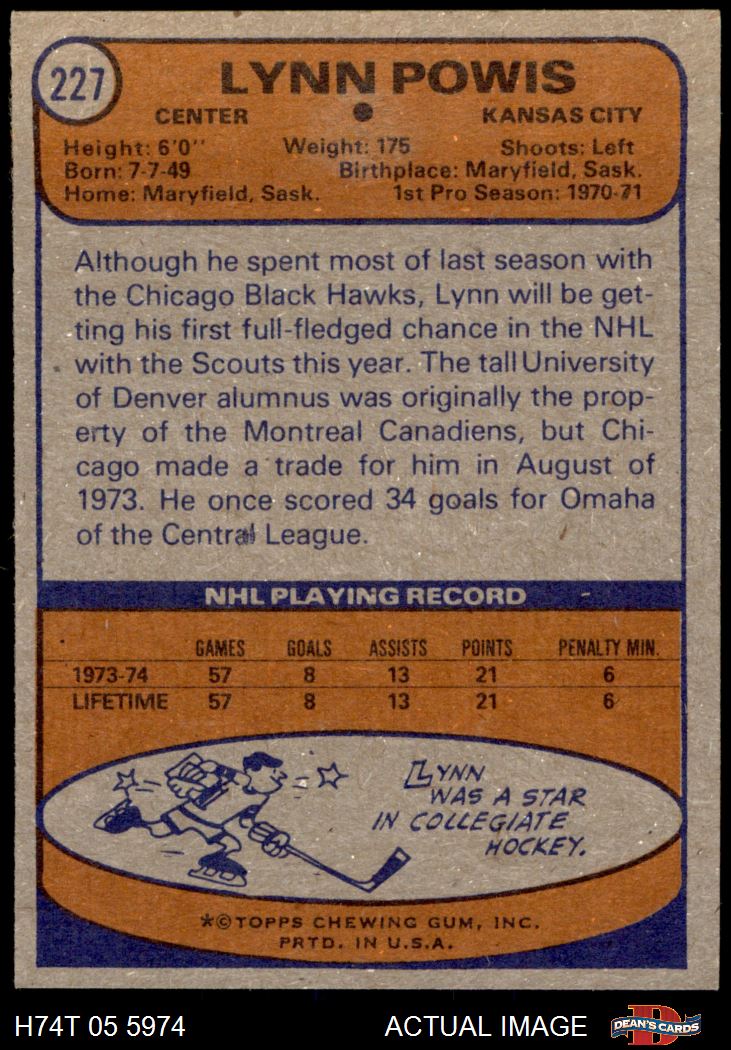 227
LYNN POWIS
CENTER KANSAS CITY
Height: 6'0" Weight: 175 Shoots: Left
Born: 7-7-49 Birthplace: Maryfield, Sask.
Home: Maryfield, Sask. 1st Pro Season: 1970-71
Although he spent most of last season with
the Chicago Black Hawks, Lynn will be get-
ting his first full-fledged chance in the NHL
with the Scouts this year. The tall University
of Denver alumnus was originally the prop-
erty of the Montreal Canadiens, but Chi-
cago made a trade for him in August of
1973. He once scored 34 goals for Omaha
of the Central League.
NHL PLAYING RECORD
GAMES GOALS ASSISTS POINTS PENALTY MIN.
1973-74 57 8 13 21 6
LIFETIME 57 8 13 21 6
LYNN
WAS A STAR
IN COLLEGIATE
HOCKEY.
*©TOPPS CHEWING GUM, INC.
PRTD. IN U.S.A.
H74T 05 5974 ACTUAL IMAGE D DEAN'S CARDS